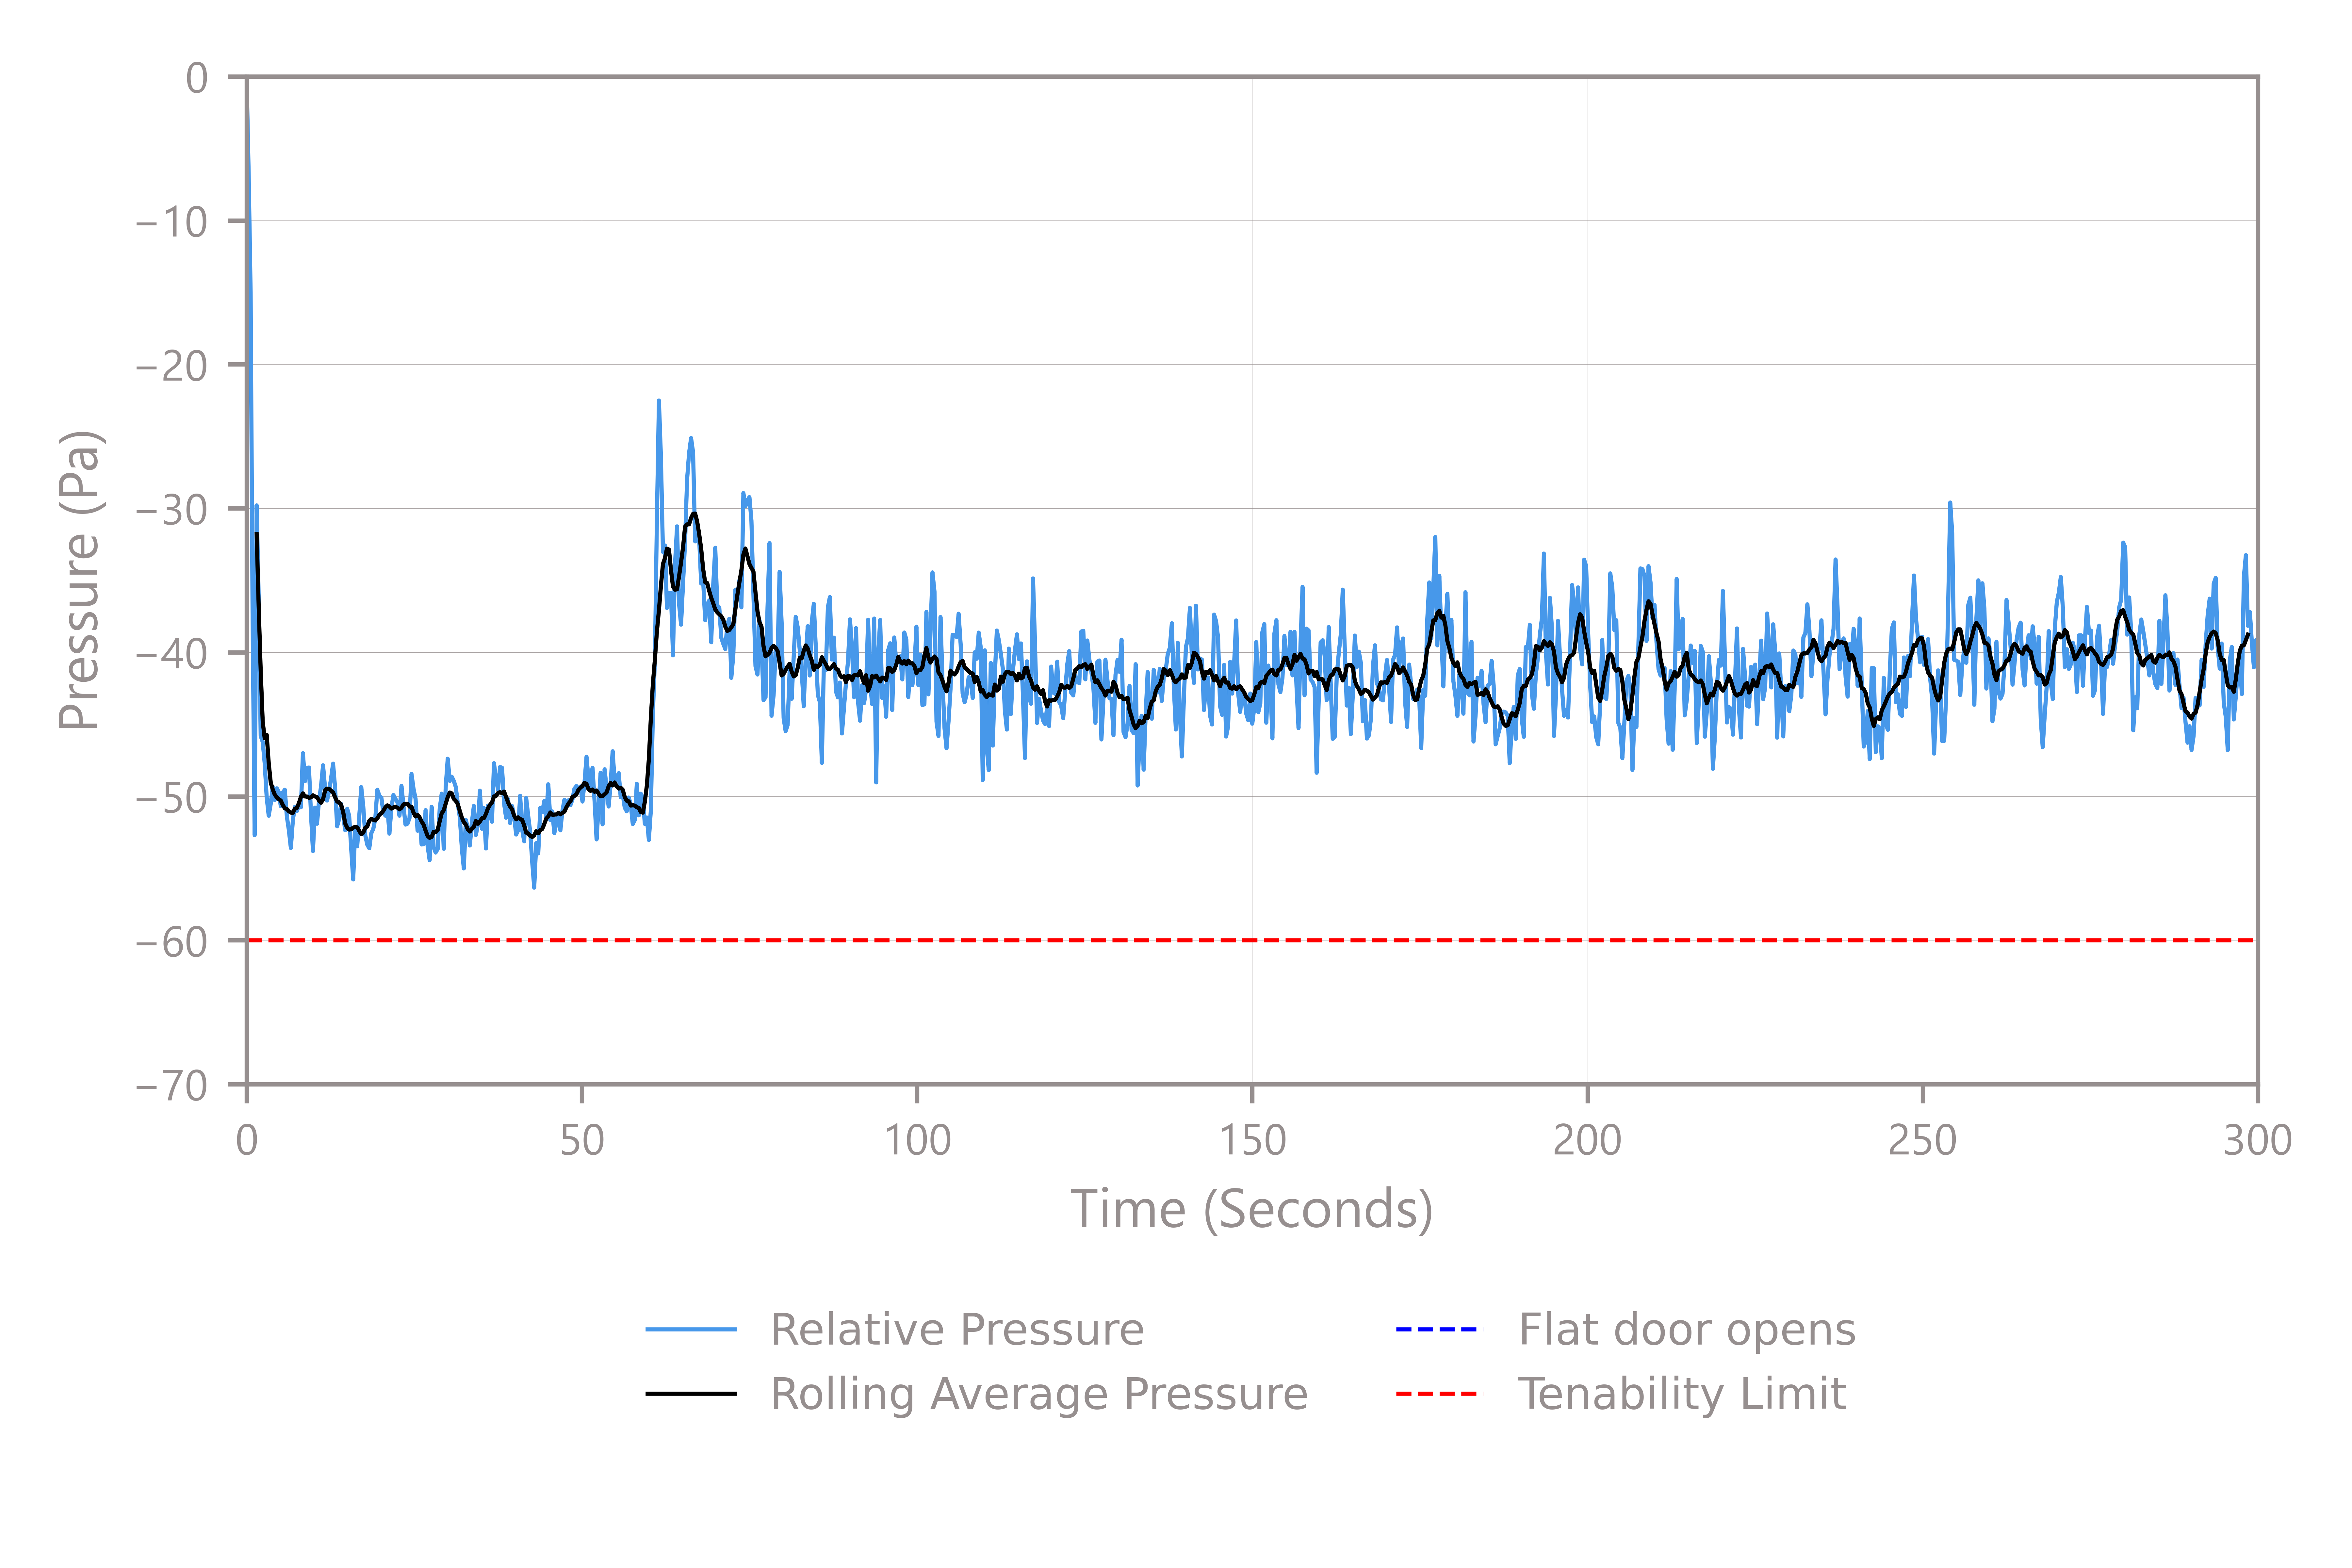 0
−10
−20
−30
−40
−50
−60
−70
Pressure (Pa)
0 50 100 150 200 250 300
Time (Seconds)
Relative Pressure Flat door opens
Rolling Average Pressure Tenability Limit